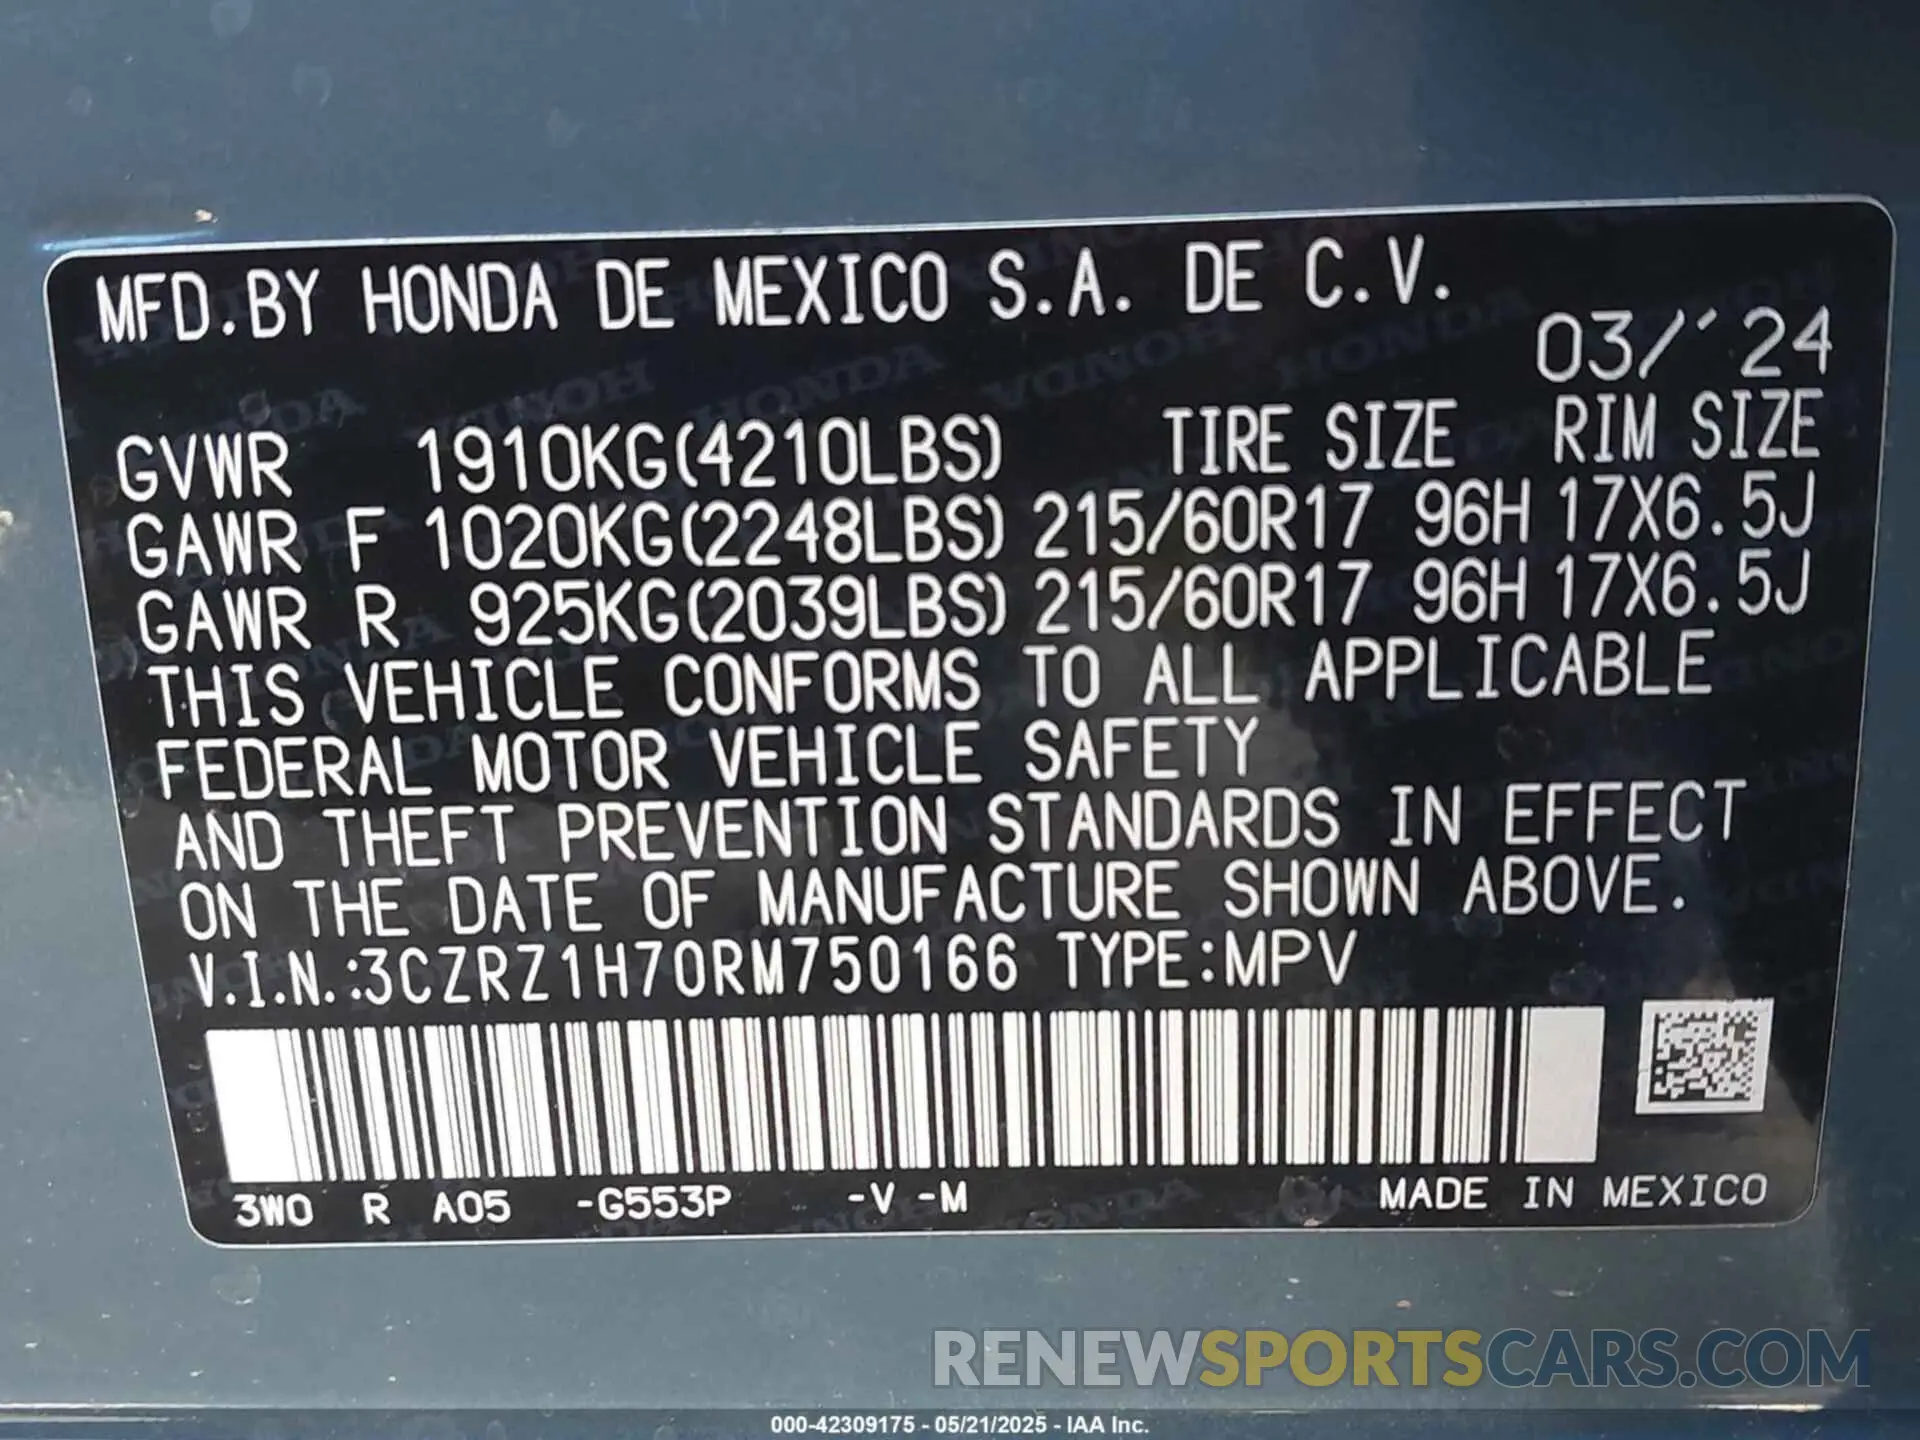 MFD.BY HONDA DE MEXICO S.A. DE C.V.
03/'24
GVWR 1910KG(4210LBS) TIRE SIZE RIM SIZE
GAWR F 1020KG(2248LBS) 215/60R17 96H 17X6.5J
GAWR R 925KG(2039LBS) 215/60R17 96H 17X6.5J
THIS VEHICLE CONFORMS TO ALL APPLICABLE
FEDERAL MOTOR VEHICLE SAFETY
AND THEFT PREVENTION STANDARDS IN EFFECT
ON THE DATE OF MANUFACTURE SHOWN ABOVE.
V.I.N.:3CZRZ1H70RM750166 TYPE:MPV
3W0 R A05 -G553P -V -M MADE IN MEXICO
RENEWSPORTSCARS.COM
000-42309175 - 05/21/2025 - IAA Inc.